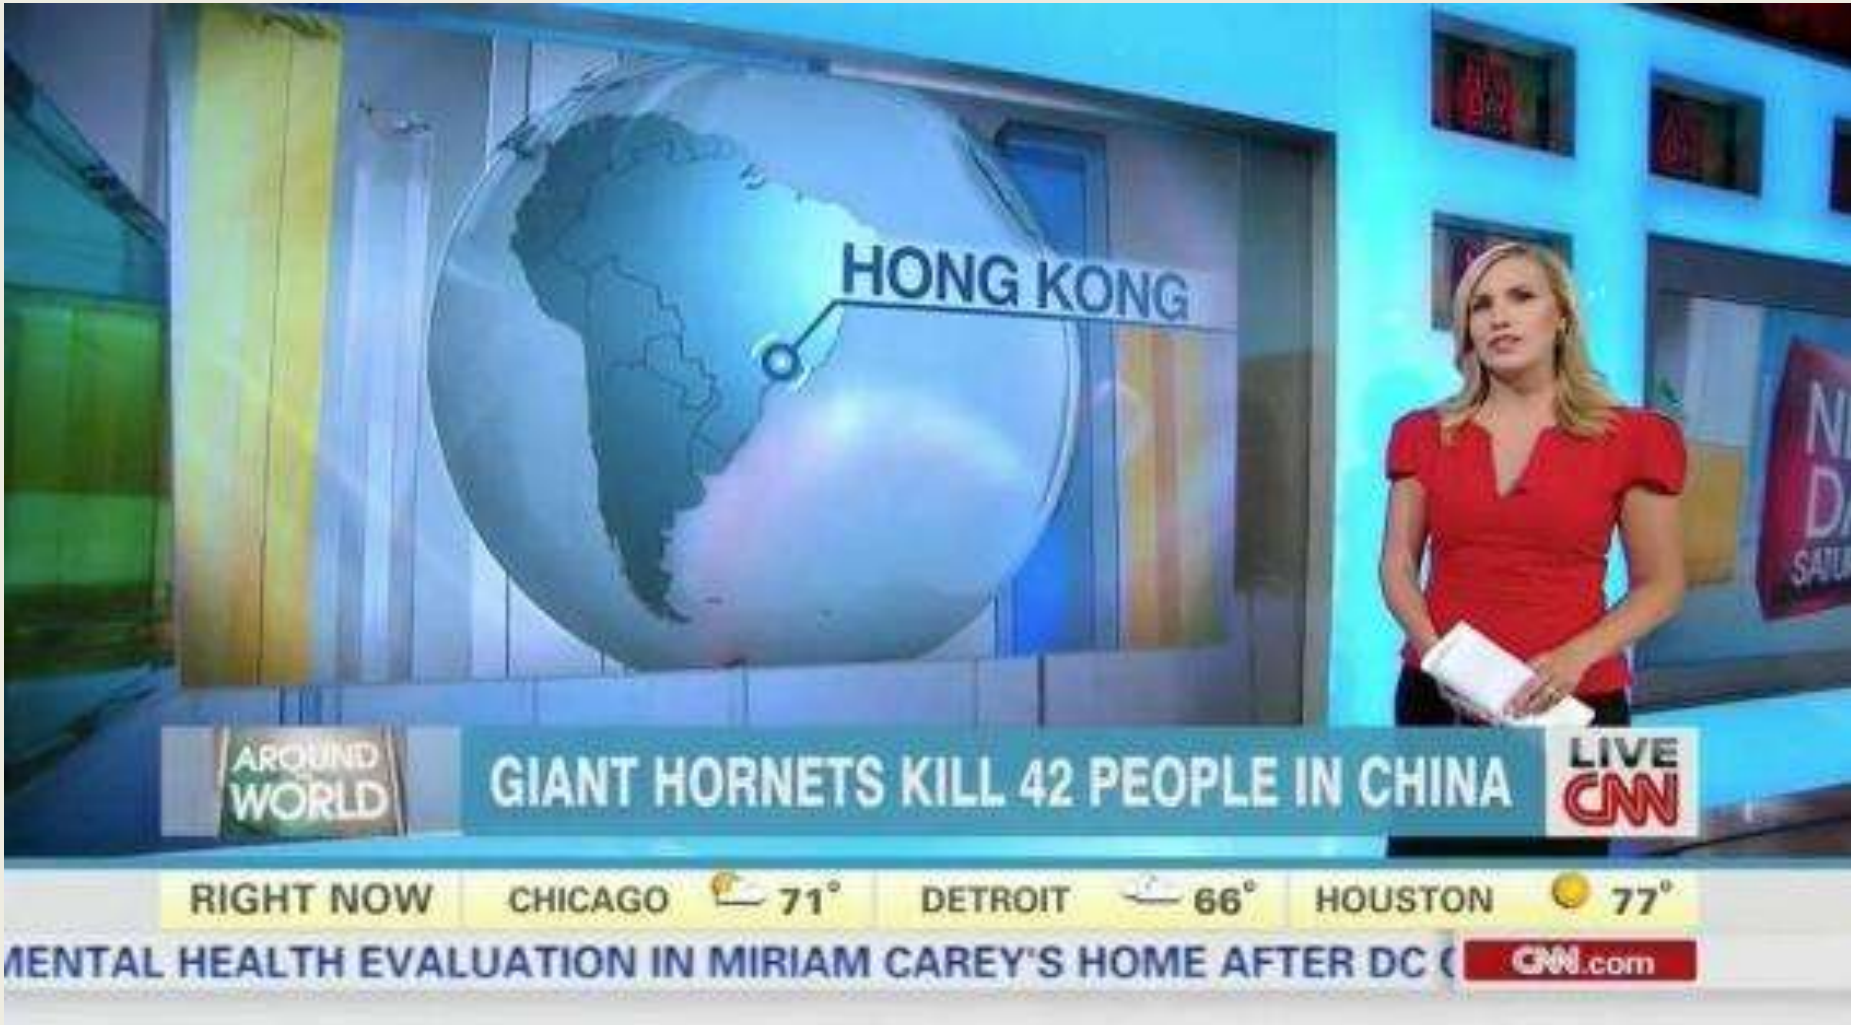 HONG KONG
AROUND
WORLD
GIANT HORNETS KILL 42 PEOPLE IN CHINA
LIVE
CNN
RIGHT NOW
CHICAGO 71°
DETROIT 66°
HOUSTON 77°
MENTAL HEALTH EVALUATION IN MIRIAM CAREY'S HOME AFTER DC
CNN.com